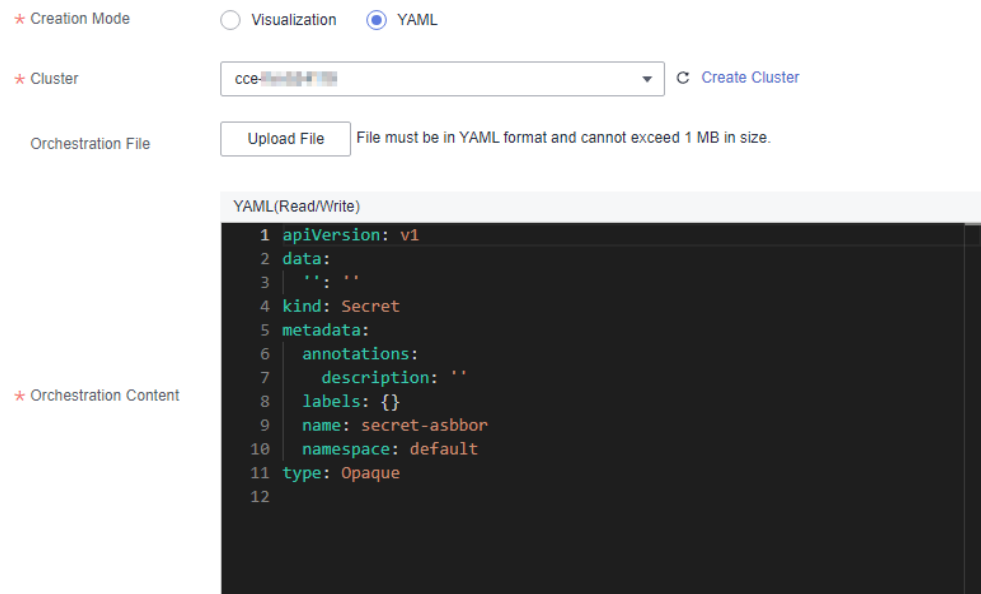 * Creation Mode Visualization YAML
* Cluster cce- Create Cluster
Orchestration File Upload File File must be in YAML format and cannot exceed 1 MB in size.
YAML(Read/Write)
1 apiVersion: v1
2 data:
3   '': ''
4 kind: Secret
5 metadata:
6   annotations:
7     description: ''
8   labels: {}
9   name: secret-asbbor
10   namespace: default
11 type: Opaque
12
* Orchestration Content